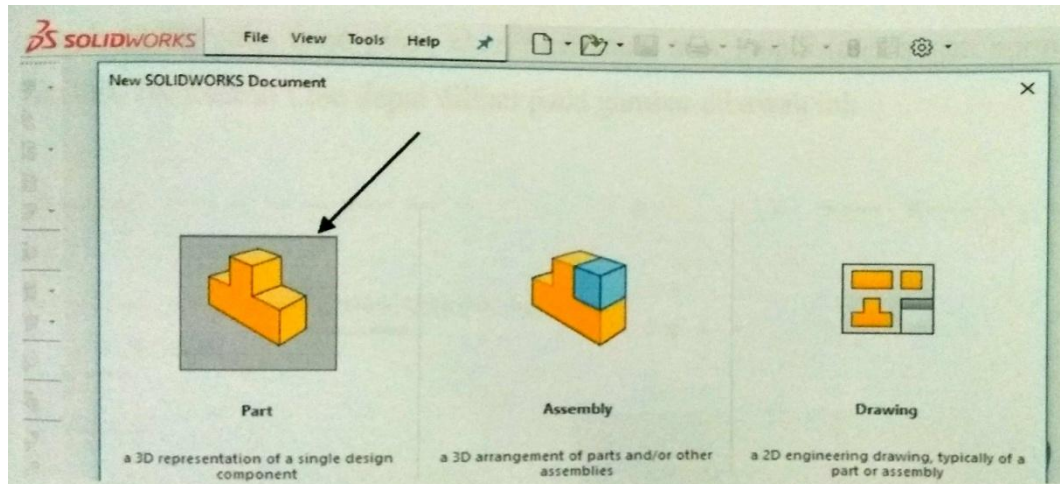 SOLIDWORKS File View Tools Help
New SOLIDWORKS Document
Part
a 3D representation of a single design
component
Assembly
a 3D arrangement of parts and/or other
assemblies
Drawing
a 2D engineering drawing, typically of a
part or assembly